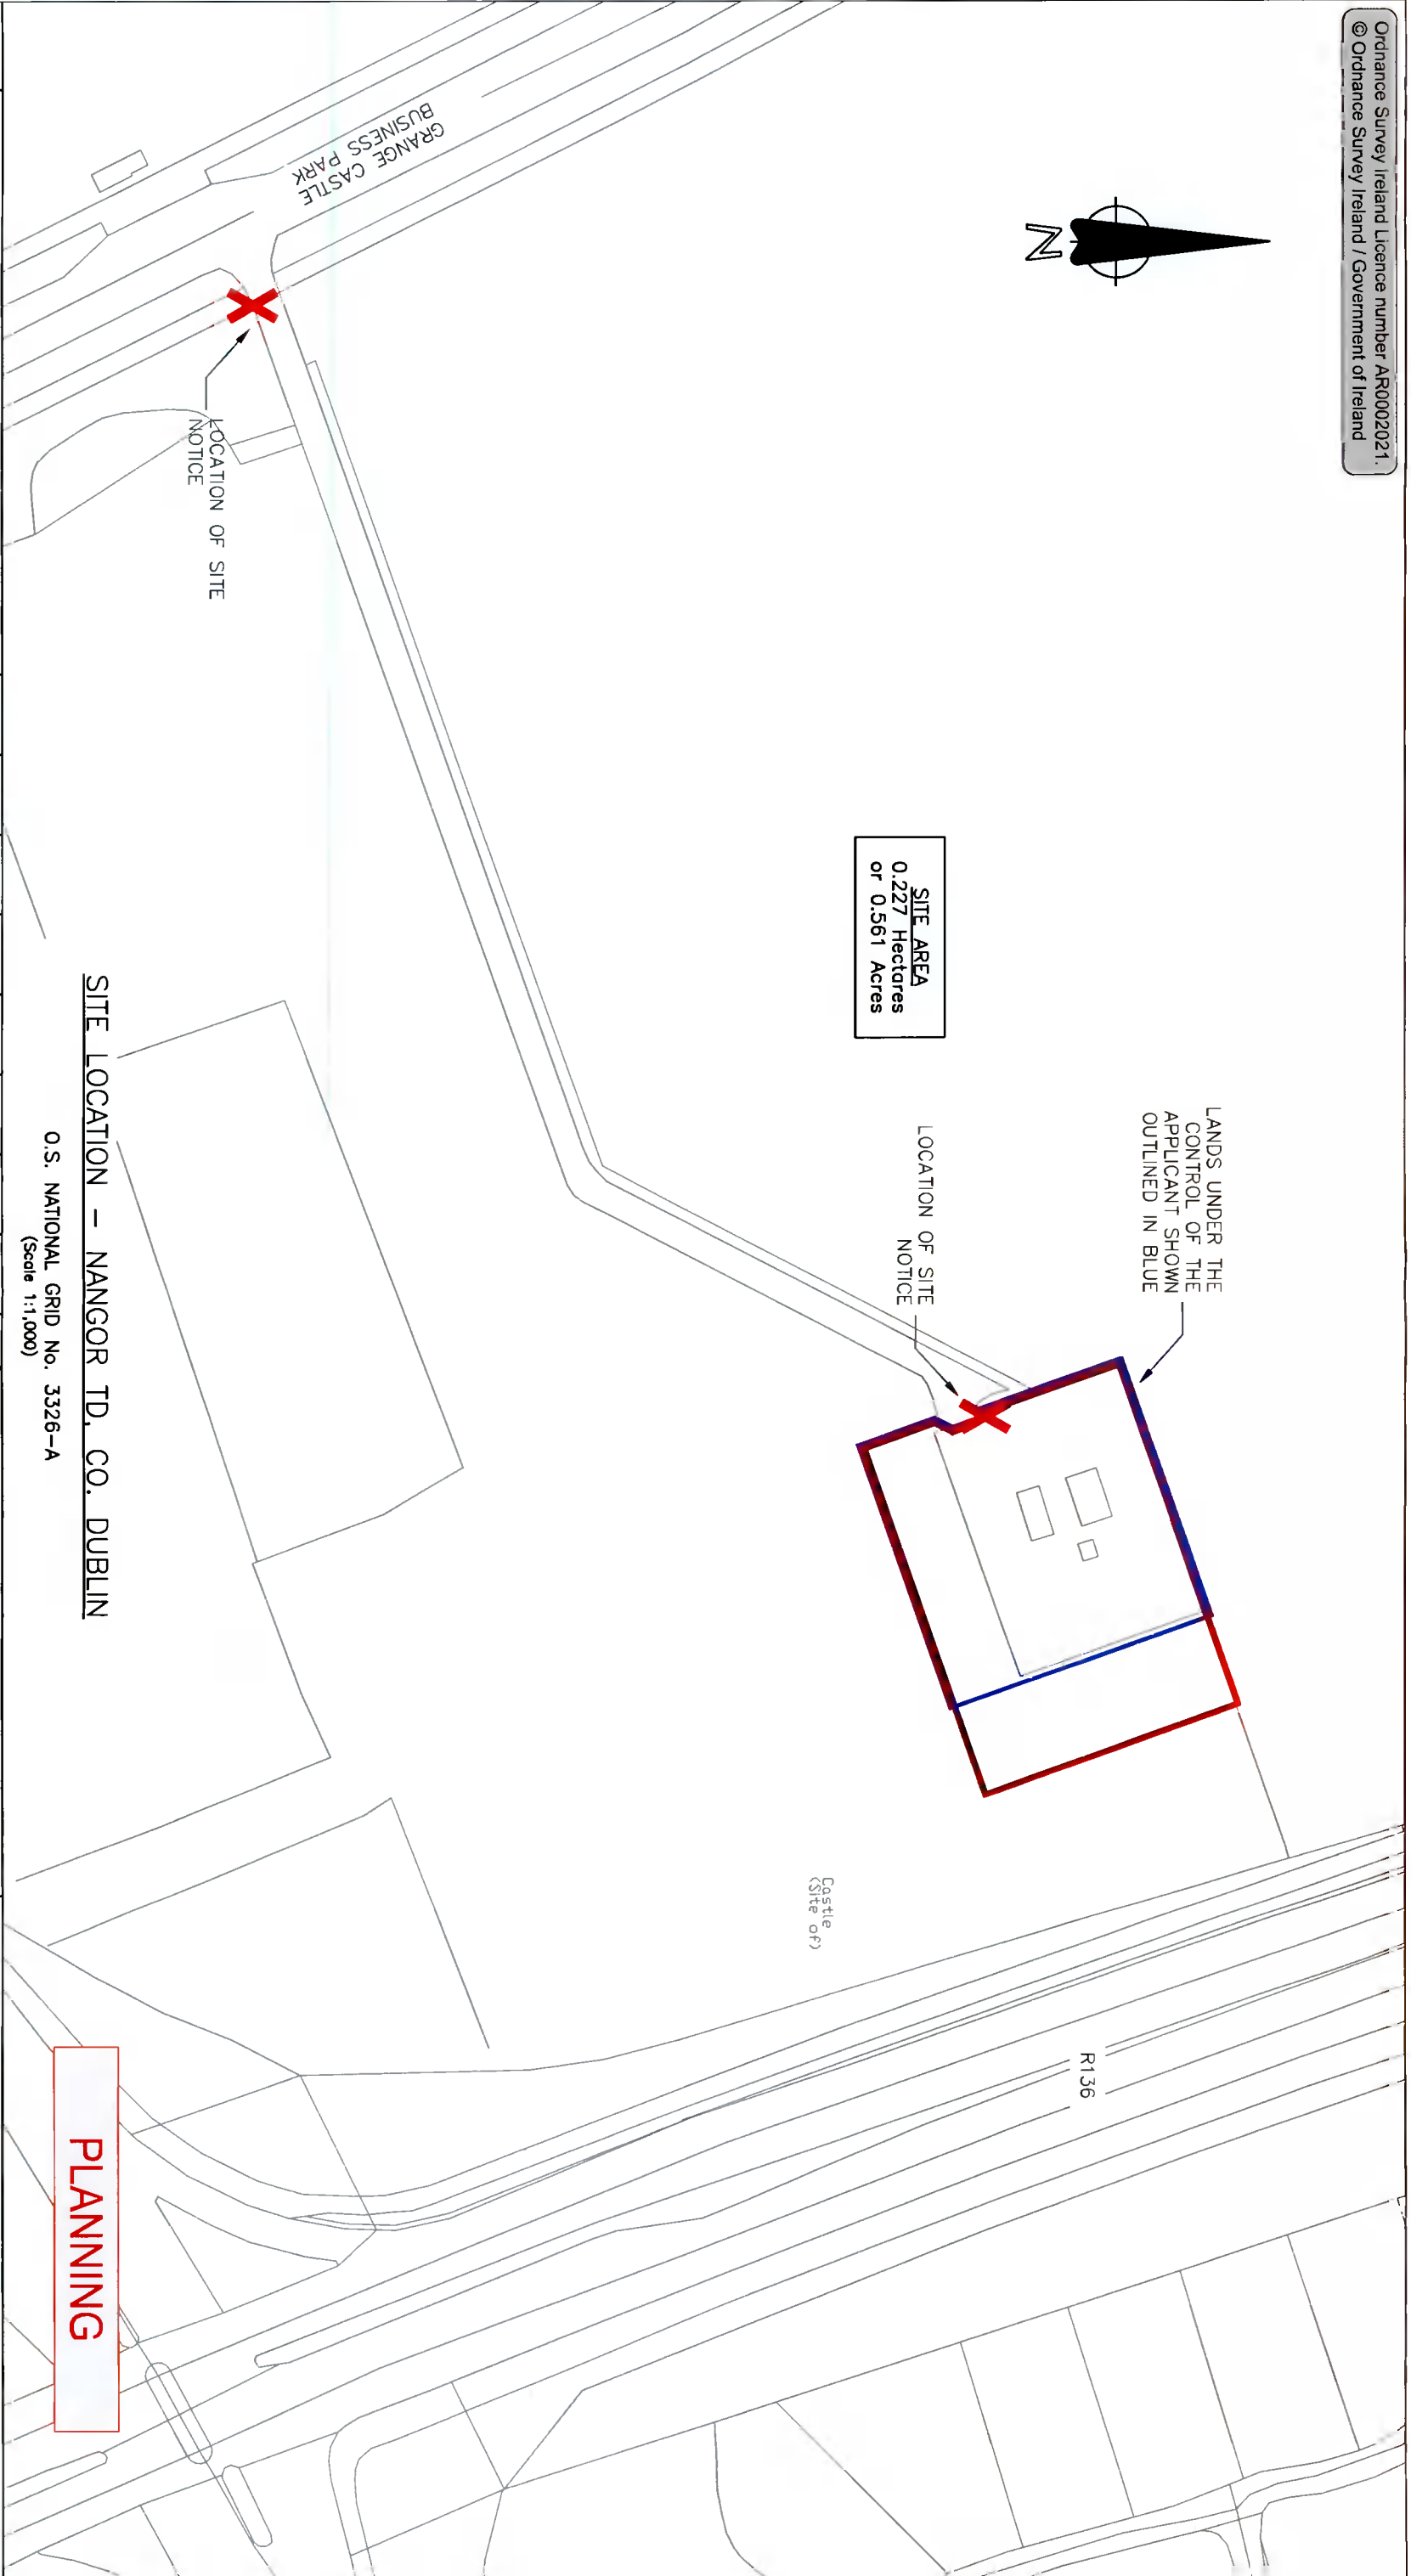 Ordnance Survey Ireland Licence number AR0002021.
© Ordnance Survey Ireland / Government of Ireland
N
GRANGE CASTLE
BUSINESS PARK
LOCATION OF SITE
NOTICE
SITE AREA
0.227 Hectares
or 0.561 Acres
LANDS UNDER THE
CONTROL OF THE
APPLICANT SHOWN
OUTLINED IN BLUE
LOCATION OF SITE
NOTICE
Castle
(Site of)
R136
SITE LOCATION - NANGOR TD, CO. DUBLIN
O.S. NATIONAL GRID No. 3326-A
(Scale 1:1,000)
PLANNING